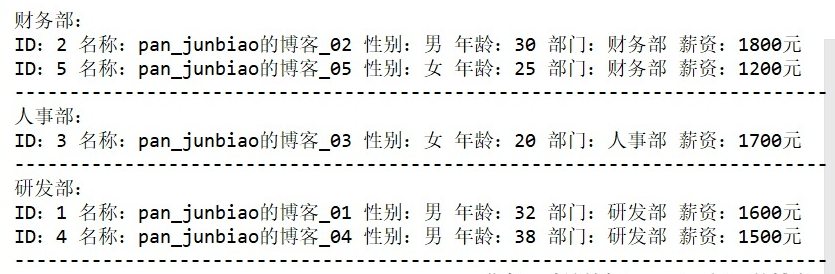 财务部:
ID: 2 名称: pan_junbiao的博客_02 性别: 男 年龄: 30 部门: 财务部 薪资: 1800元
ID: 5 名称: pan_junbiao的博客_05 性别: 女 年龄: 25 部门: 财务部 薪资: 1200元
--------------------------------------------------------------------------
人事部:
ID: 3 名称: pan_junbiao的博客_03 性别: 女 年龄: 20 部门: 人事部 薪资: 1700元
--------------------------------------------------------------------------
研发部:
ID: 1 名称: pan_junbiao的博客_01 性别: 男 年龄: 32 部门: 研发部 薪资: 1600元
ID: 4 名称: pan_junbiao的博客_04 性别: 男 年龄: 38 部门: 研发部 薪资: 1500元
--------------------------------------------------------------------------